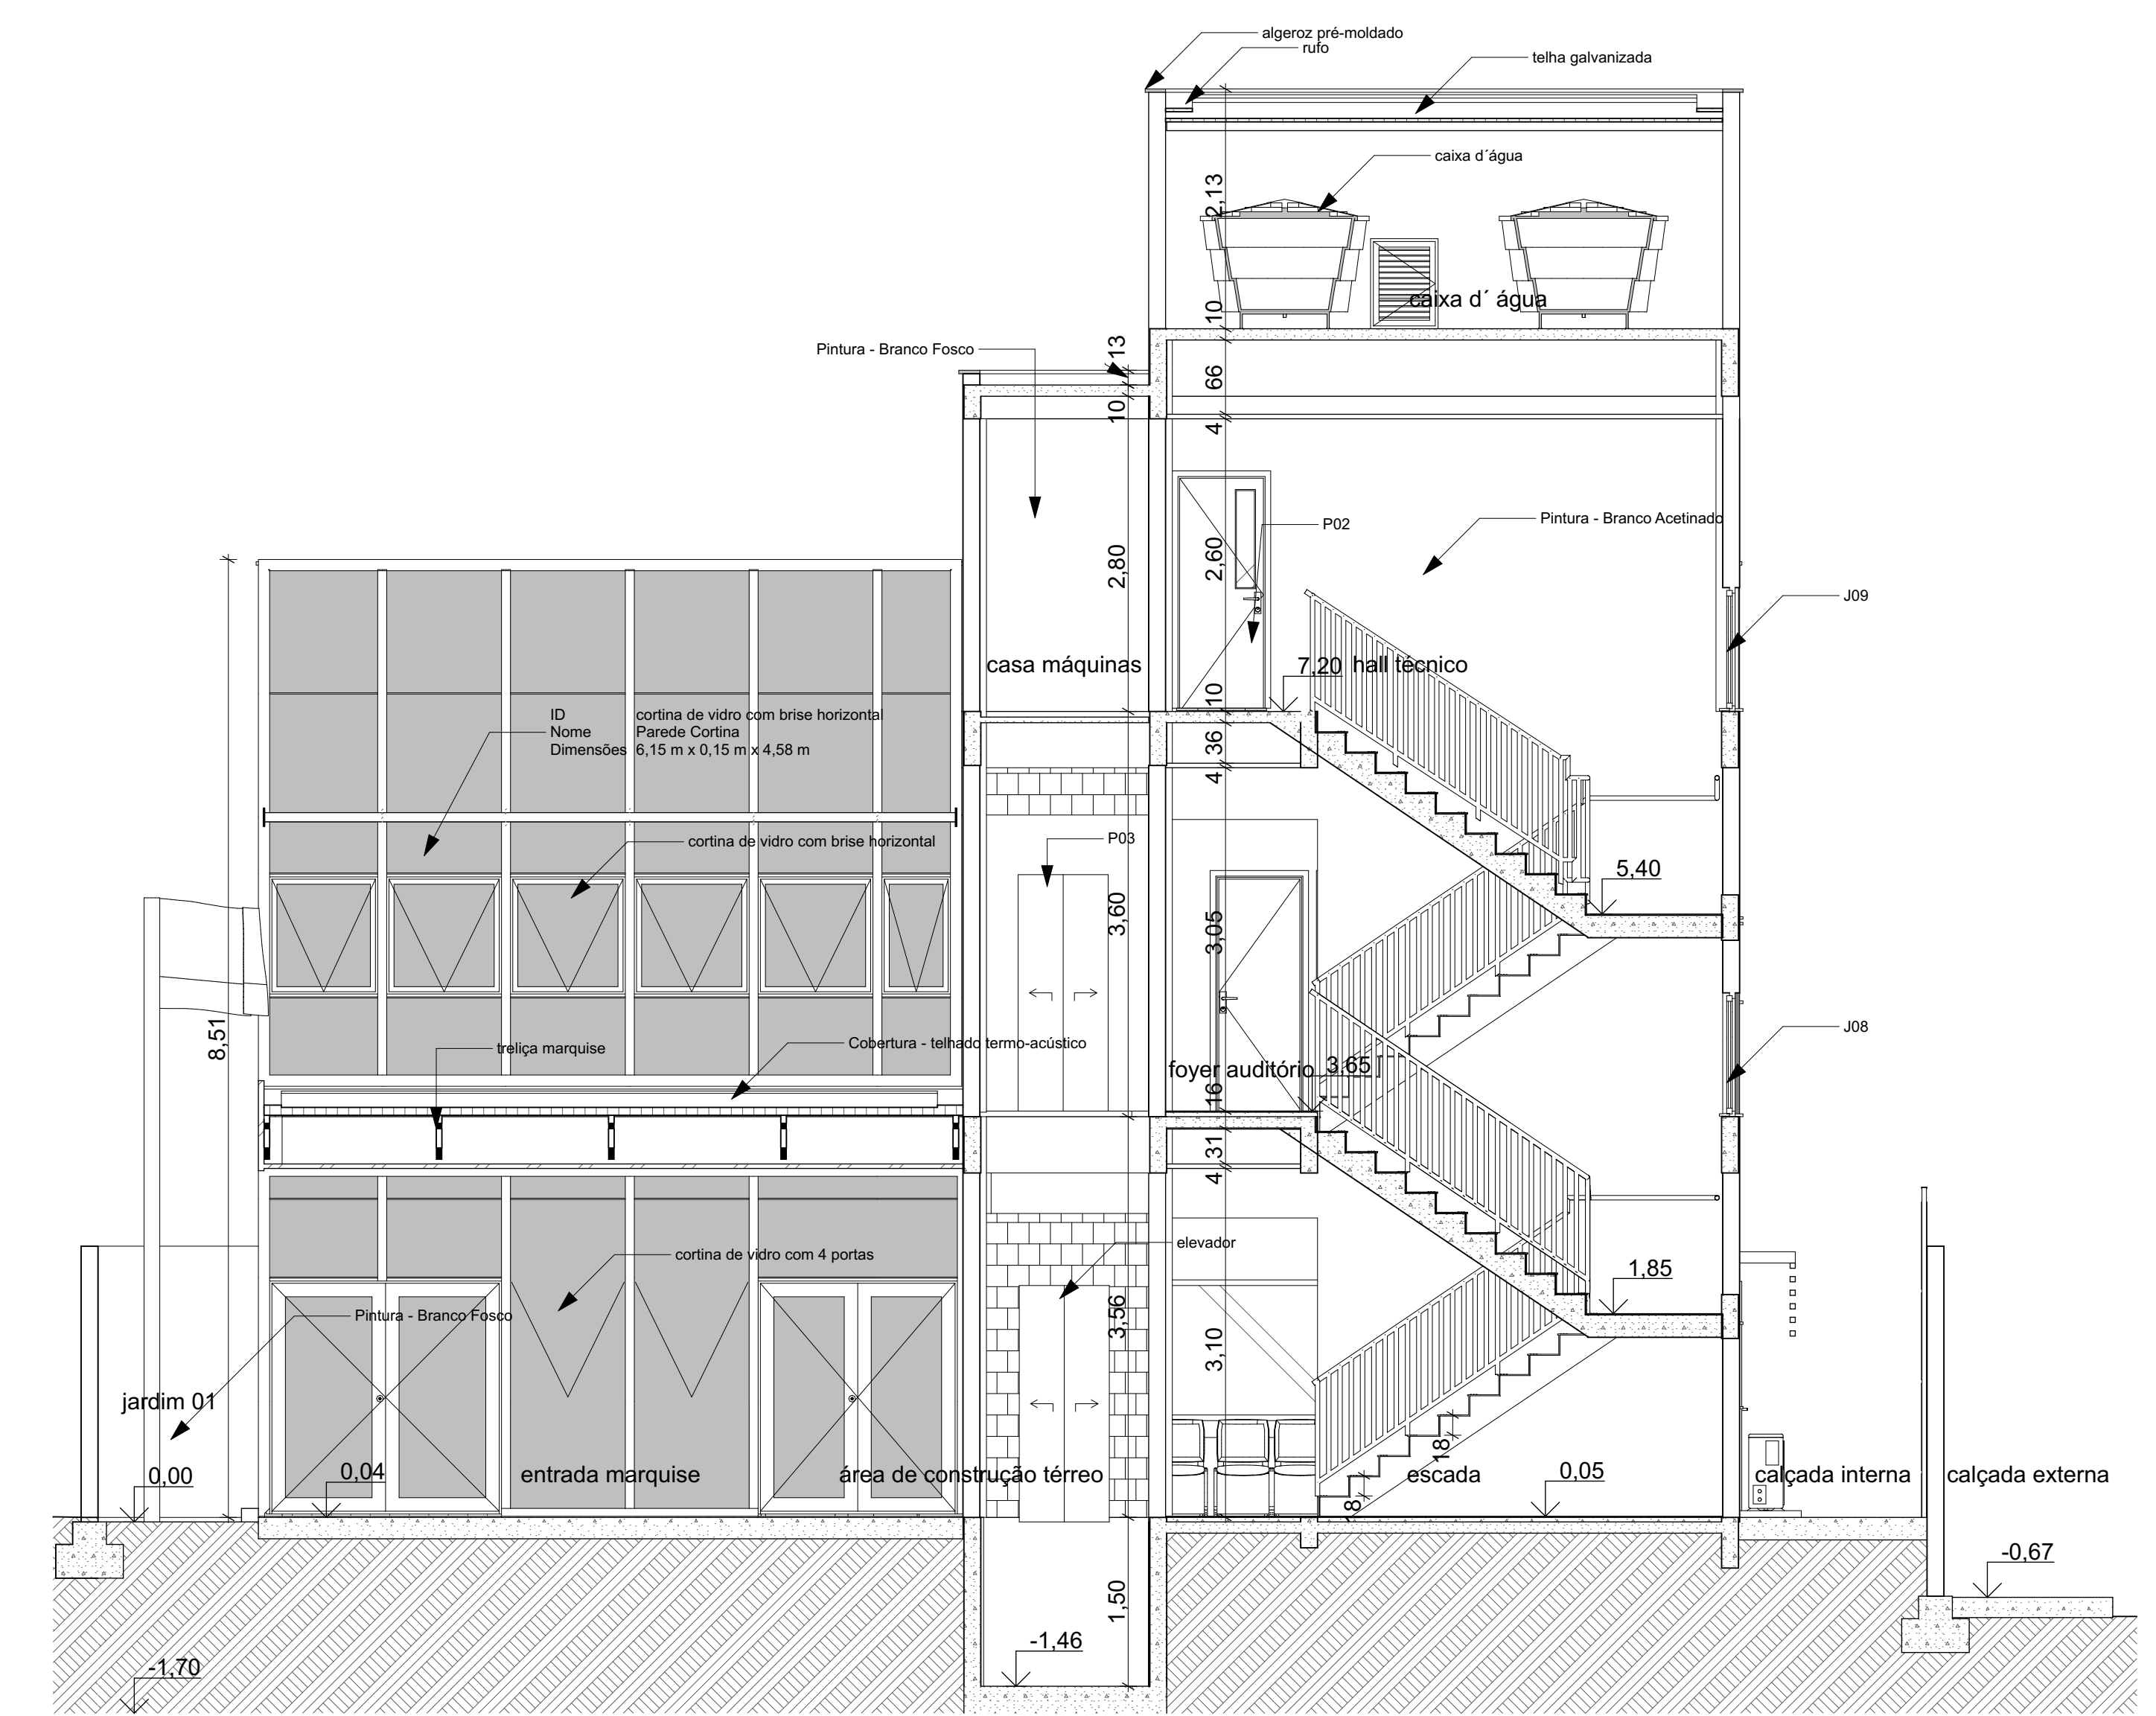 algeroz pré-moldado
rufo
telha galvanizada
caixa d´água
2,13
10
caixa d´ água
Pintura - Branco Fosco
13
66
10
4
P02
Pintura - Branco Acetinado
2,80
2,60
J09
casa máquinas
7,20
hall técnico
10
ID cortina de vidro com brise horizontal
Nome Parede Cortina
Dimensões 6,15 m x 0,15 m x 4,58 m
36
4
cortina de vidro com brise horizontal
P03
5,40
3,60
3,05
8,51
treliça marquise
Cobertura - telhado termo-acústico
J08
foyer auditório
3,65
16
31
4
elevador
cortina de vidro com 4 portas
1,85
Pintura - Branco Fosco
3,56
3,10
jardim 01
18
0,00
0,04
entrada marquise
área de construção térreo
escada
0,05
calçada interna
calçada externa
-0,67
1,50
-1,46
-1,70